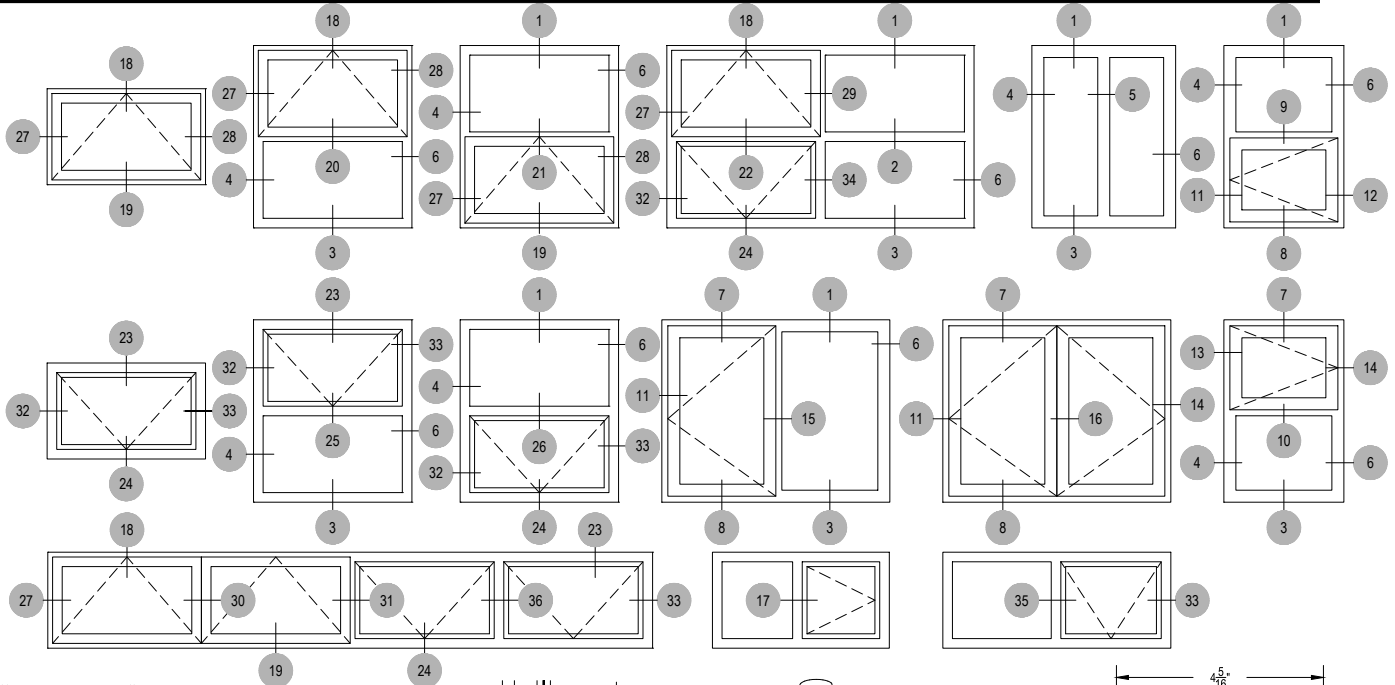 18 1 18 1 1 1
18 28 6 4 5 4 6
27 4 27 29 9
27 28 6 28 6
20 21 22 2 11 12
4 27 32 34 6
19
3 19 24 3 3 8
23 1 7 1 7 7
23 33 6 6 13
32 4 14
32 33 11 15 11 16 14
25 6 26 33 10
4 32 4 6
24
3 24 8 3 8 3
18 23
27 30 31 36 33 17 35 33
19 24
4 5/16"